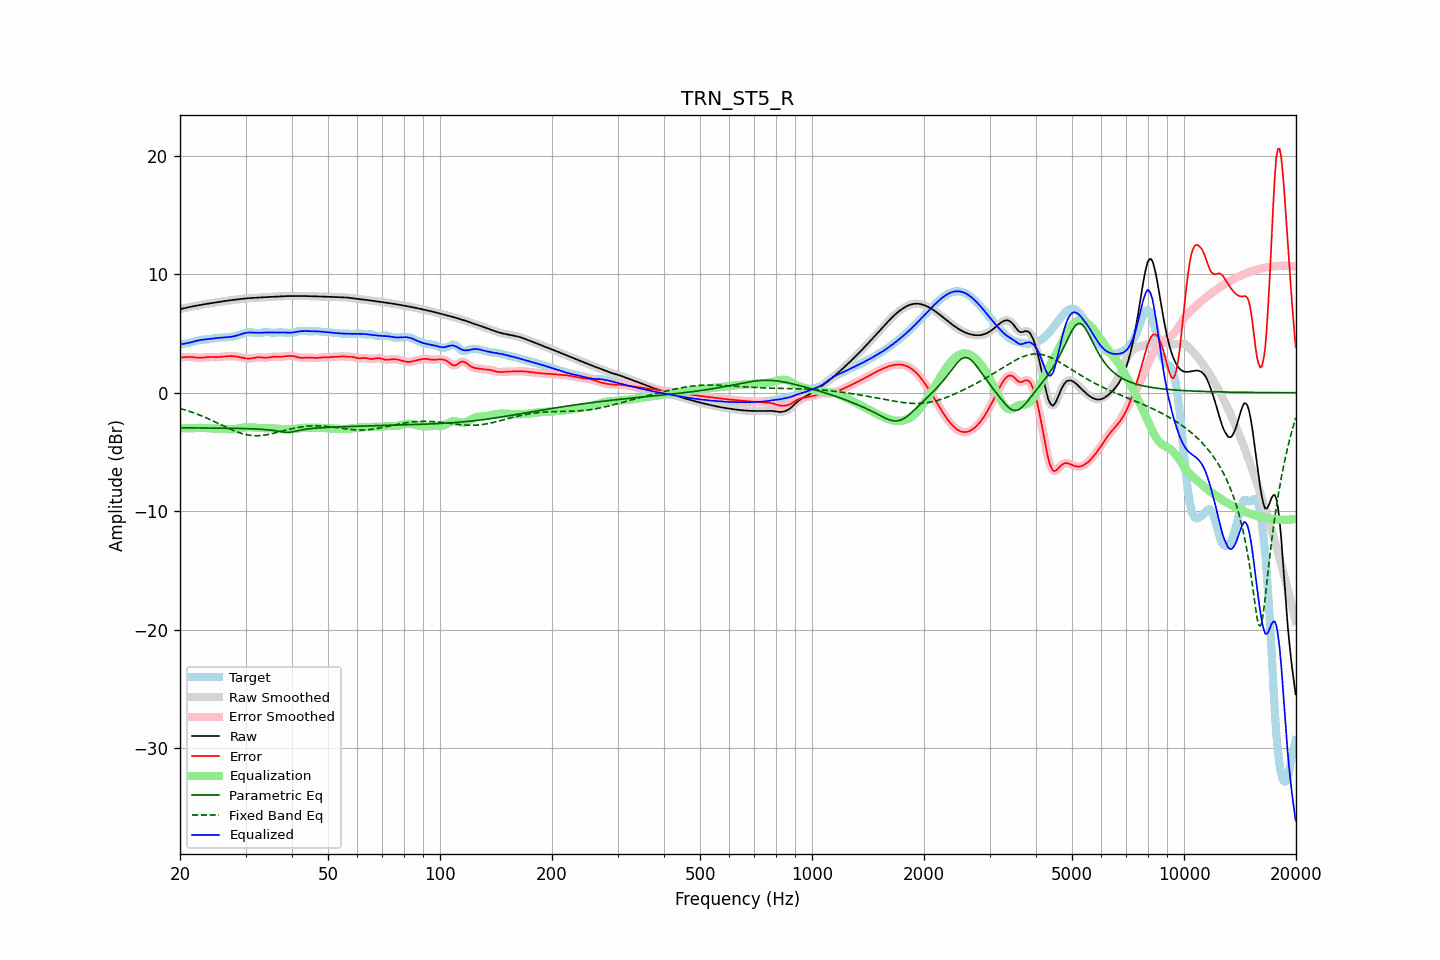 TRN_ST5_R
Amplitude (dBr)
20
10
0
−10
−20
−30
Target
Raw Smoothed
Error Smoothed
Raw
Error
Equalization
Parametric Eq
Fixed Band Eq
Equalized
20 50 100 200 500 1000 2000 5000 10000 20000
Frequency (Hz)